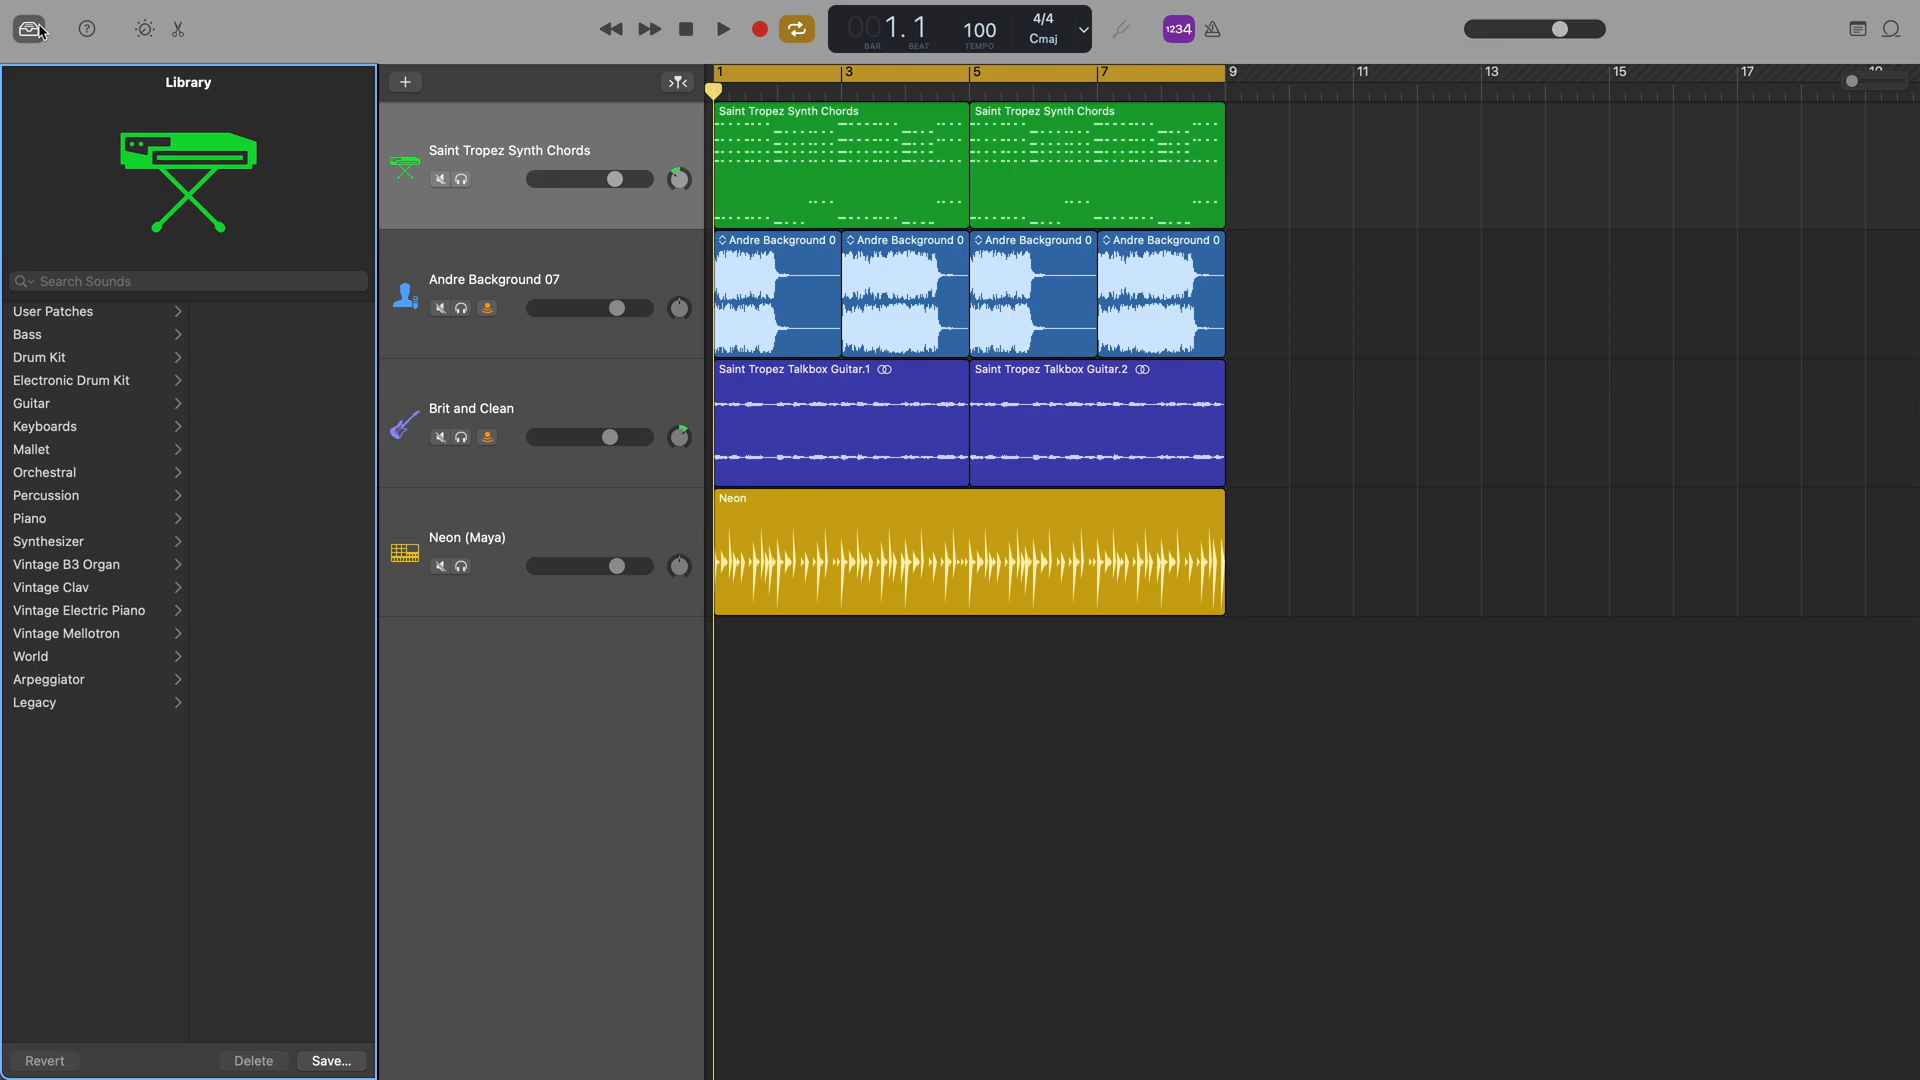 001.1
BAR
BEAT
100
TEMPO
4/4
Cmaj
1234
Library
Search Sounds
User Patches
Bass
Drum Kit
Electronic Drum Kit
Guitar
Keyboards
Mallet
Orchestral
Percussion
Piano
Synthesizer
Vintage B3 Organ
Vintage Clav
Vintage Electric Piano
Vintage Mellotron
World
Arpeggiator
Legacy
Revert
Delete
Save...
Saint Tropez Synth Chords
Andre Background 07
Brit and Clean
Neon (Maya)
1 3 5 7 9 11 13 15 17
Saint Tropez Synth Chords Saint Tropez Synth Chords
Andre Background 0 Andre Background 0 Andre Background 0 Andre Background 0
Saint Tropez Talkbox Guitar.1 Saint Tropez Talkbox Guitar.2
Neon